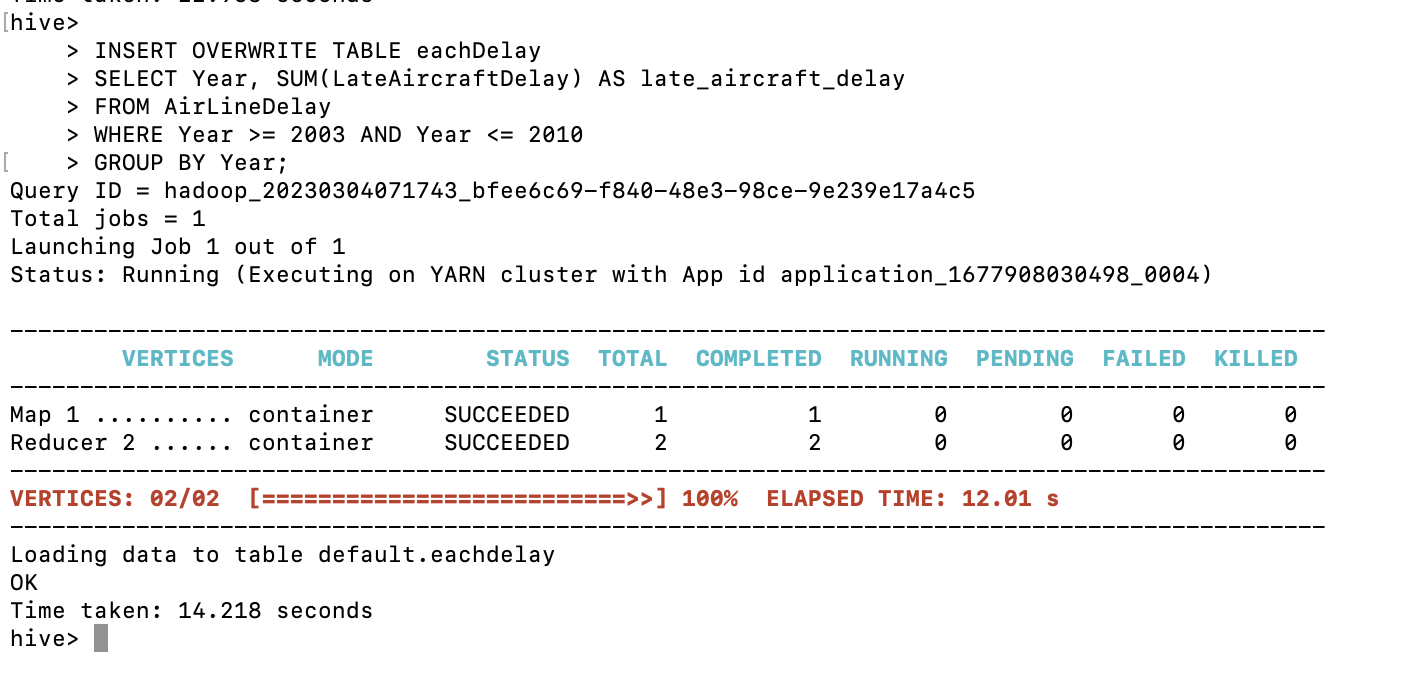 Time taken: 22.733 seconds
hive>
    > INSERT OVERWRITE TABLE eachDelay
    > SELECT Year, SUM(LateAircraftDelay) AS late_aircraft_delay
    > FROM AirLineDelay
    > WHERE Year >= 2003 AND Year <= 2010
    > GROUP BY Year;
Query ID = hadoop_20230304071743_bfee6c69-f840-48e3-98ce-9e239e17a4c5
Total jobs = 1
Launching Job 1 out of 1
Status: Running (Executing on YARN cluster with App id application_1677908030498_0004)
----------------------------------------------------------------------------------------------
        VERTICES      MODE        STATUS  TOTAL  COMPLETED  RUNNING  PENDING  FAILED  KILLED
----------------------------------------------------------------------------------------------
Map 1 .......... container     SUCCEEDED      1          1        0        0       0       0
Reducer 2 ...... container     SUCCEEDED      2          2        0        0       0       0
----------------------------------------------------------------------------------------------
VERTICES: 02/02  [==========================>>] 100%  ELAPSED TIME: 12.01 s
----------------------------------------------------------------------------------------------
Loading data to table default.eachdelay
OK
Time taken: 14.218 seconds
hive>